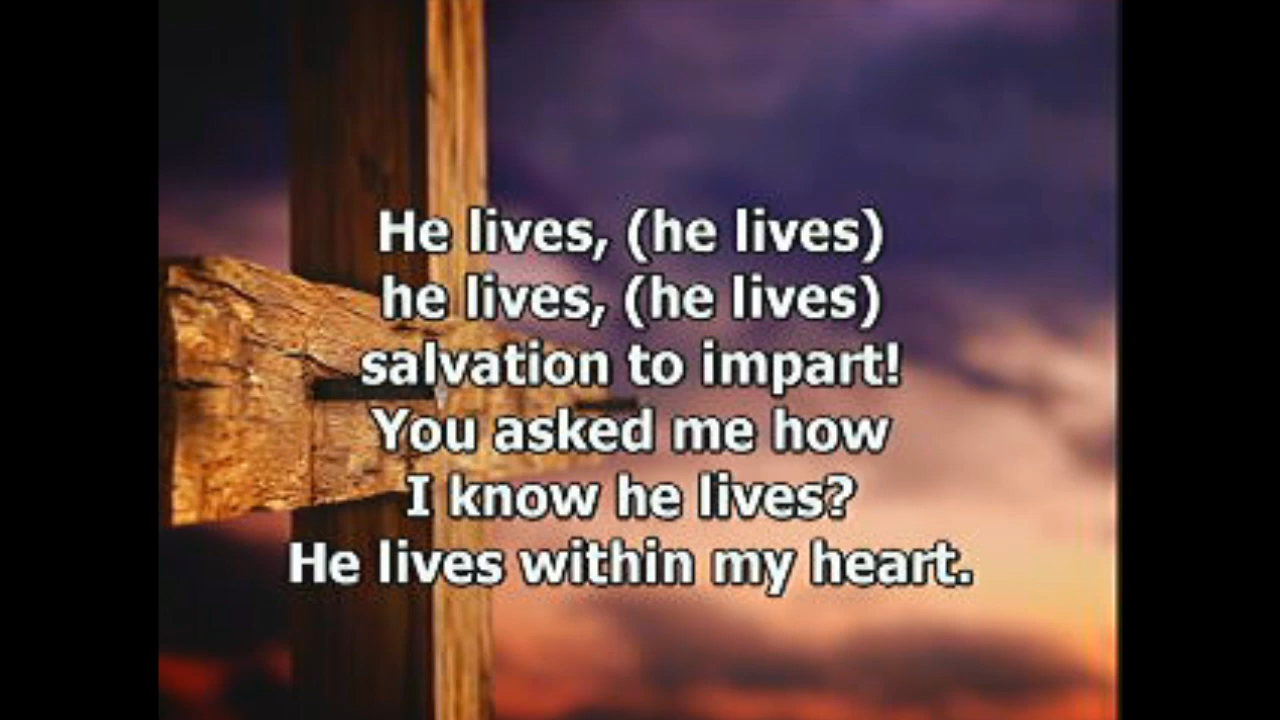 He lives, (he lives)
he lives, (he lives)
salvation to impart!
You asked me how
I know he lives?
He lives within my heart.